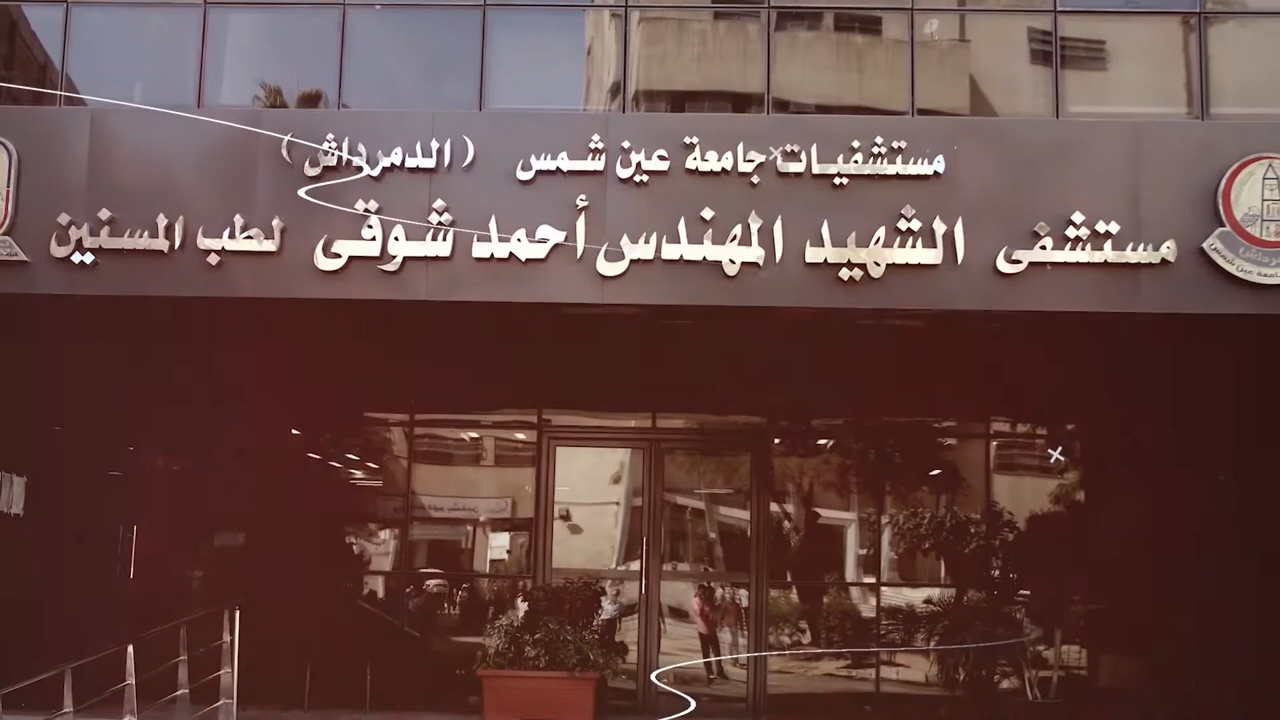 مستشفيات جامعة عين شمس (الدمرداش)
مستشفى الشهيد المهندس أحمد شوقى لطب المسنين